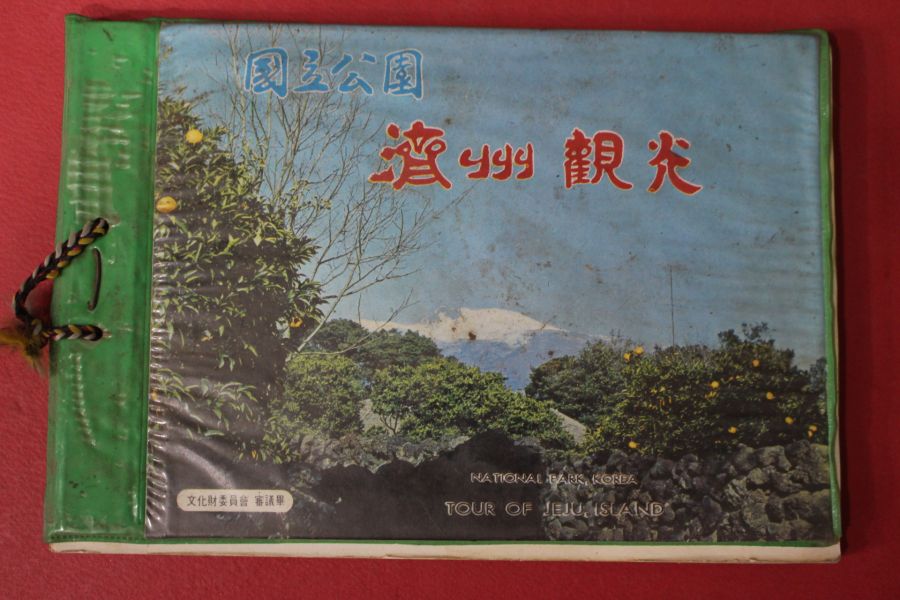 国立公園
濟州 觀光
NATIONAL PARK, KOREA
TOUR OF JEJU, ISLAND
文化財委員會 審議畢